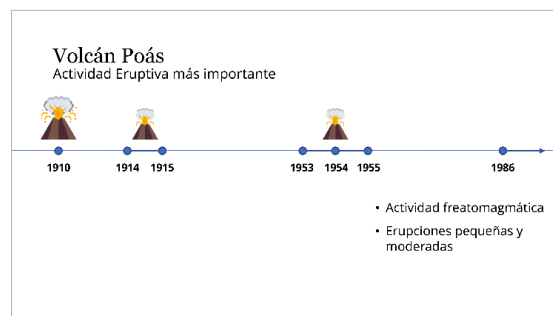 Volcán Poás
Actividad Eruptiva más importante
1910 1914 1915 1953 1954 1955 1986
• Actividad freatomagmática
• Erupciones pequeñas y
moderadas